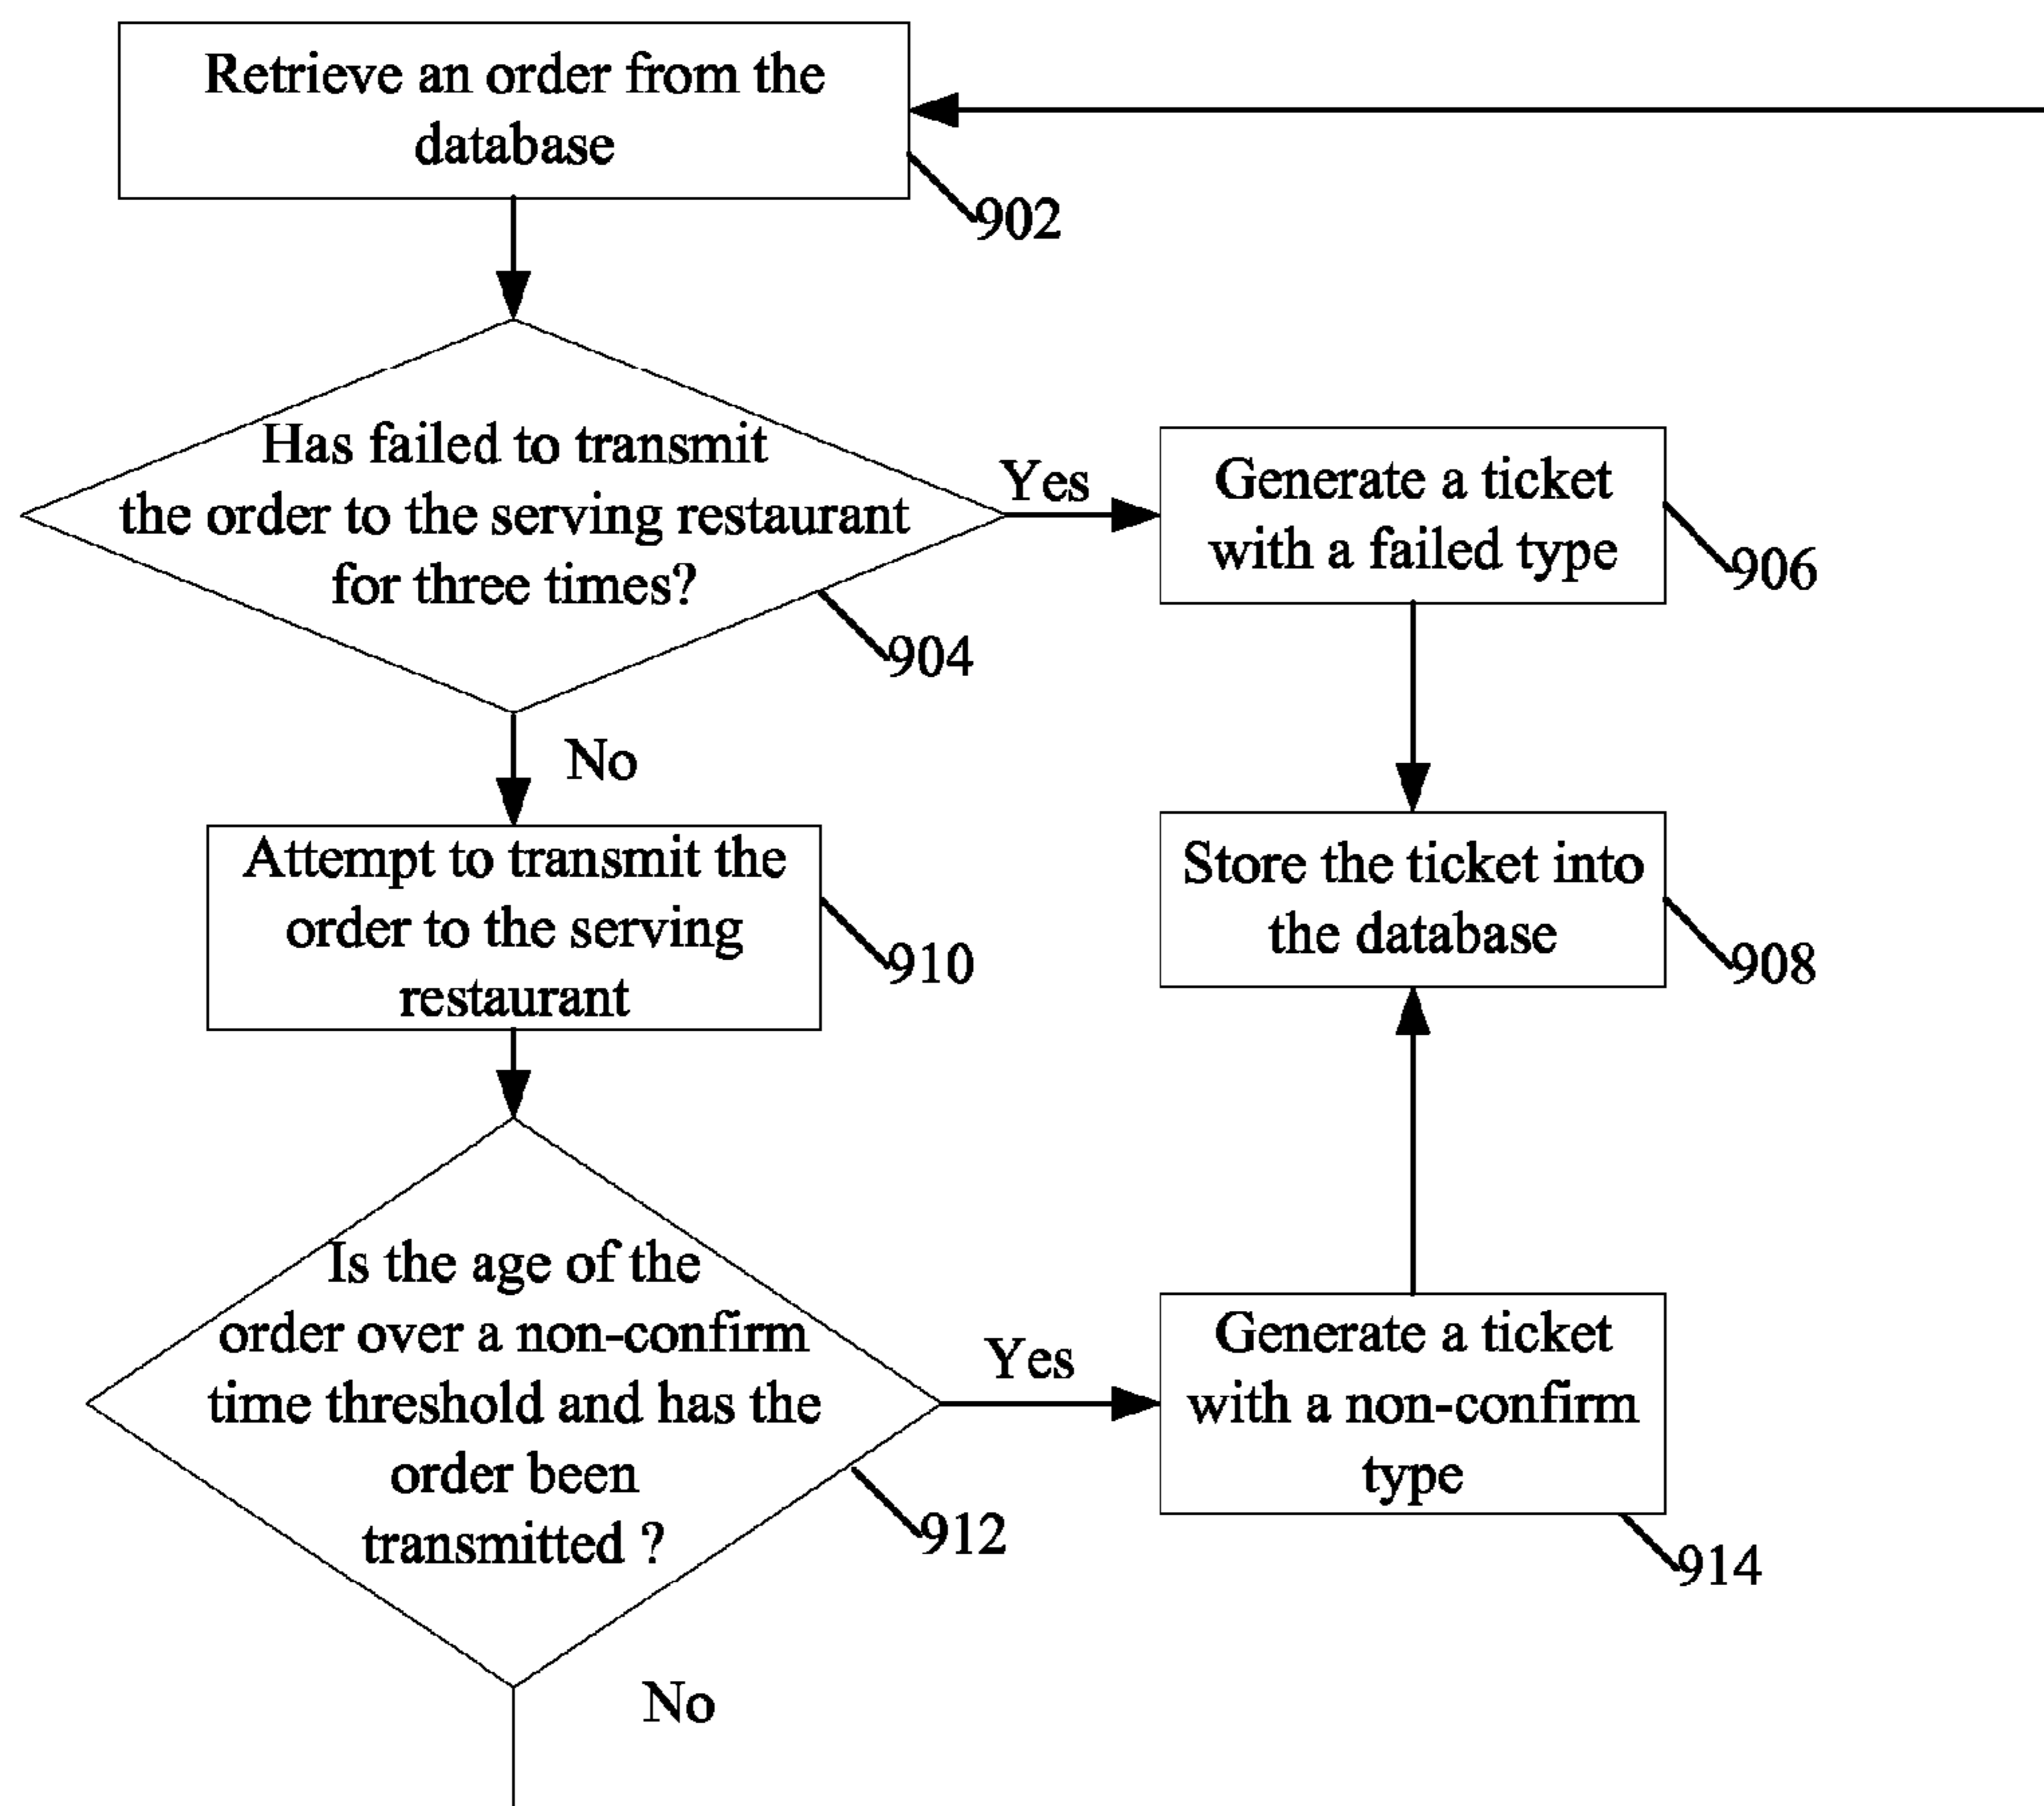 Retrieve an order from the
database
902
Has failed to transmit
the order to the serving restaurant
for three times?
904
Yes
Generate a ticket
with a failed type
906
No
Attempt to transmit the
order to the serving
restaurant
910
Store the ticket into
the database
908
Is the age of the
order over a non-confirm
time threshold and has the
order been
transmitted ?
912
Yes
Generate a ticket
with a non-confirm
type
914
No